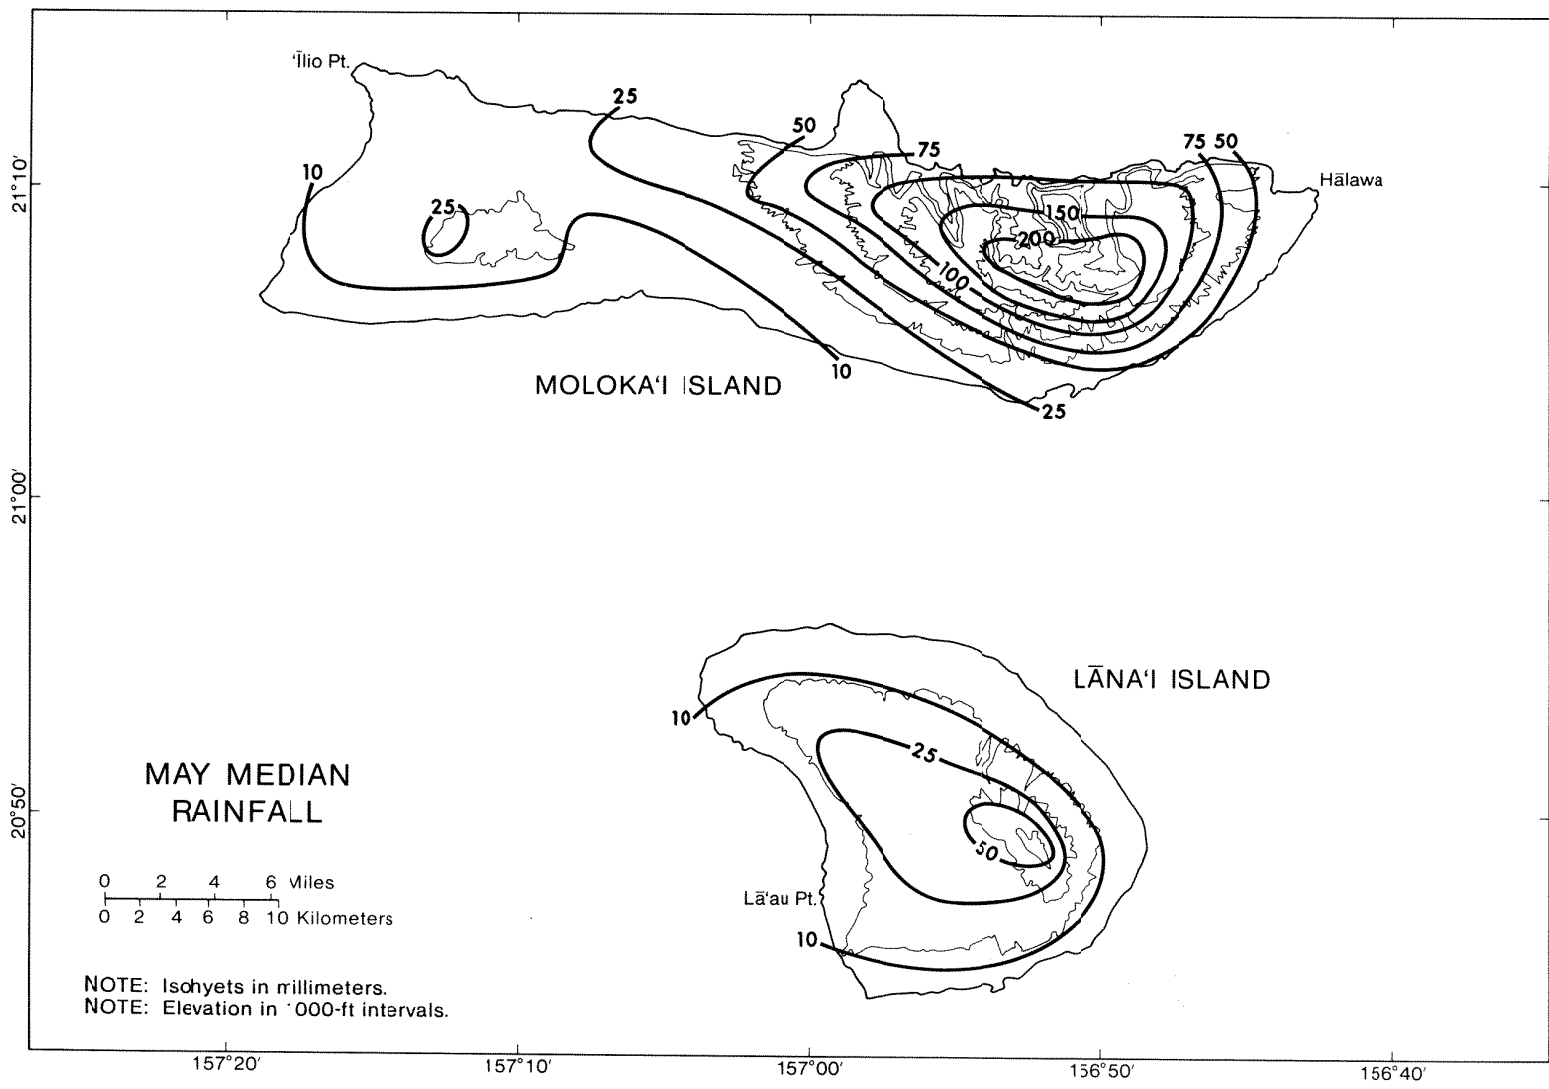 ʻĪlio Pt.
25
50
75
75 50
10
21°10′
Hālawa
25
150
200
100
10
MOLOKAʻI ISLAND
25
21°00′
LĀNAʻI ISLAND
10
25
MAY MEDIAN
RAINFALL
20°50′
50
0 2 4 6 Miles
0 2 4 6 8 10 Kilometers
Lāʻau Pt.
10
NOTE: Isohyets in millimeters.
NOTE: Elevation in 1000-ft intervals.
157°20′ 157°10′ 157°00′ 156°50′ 156°40′